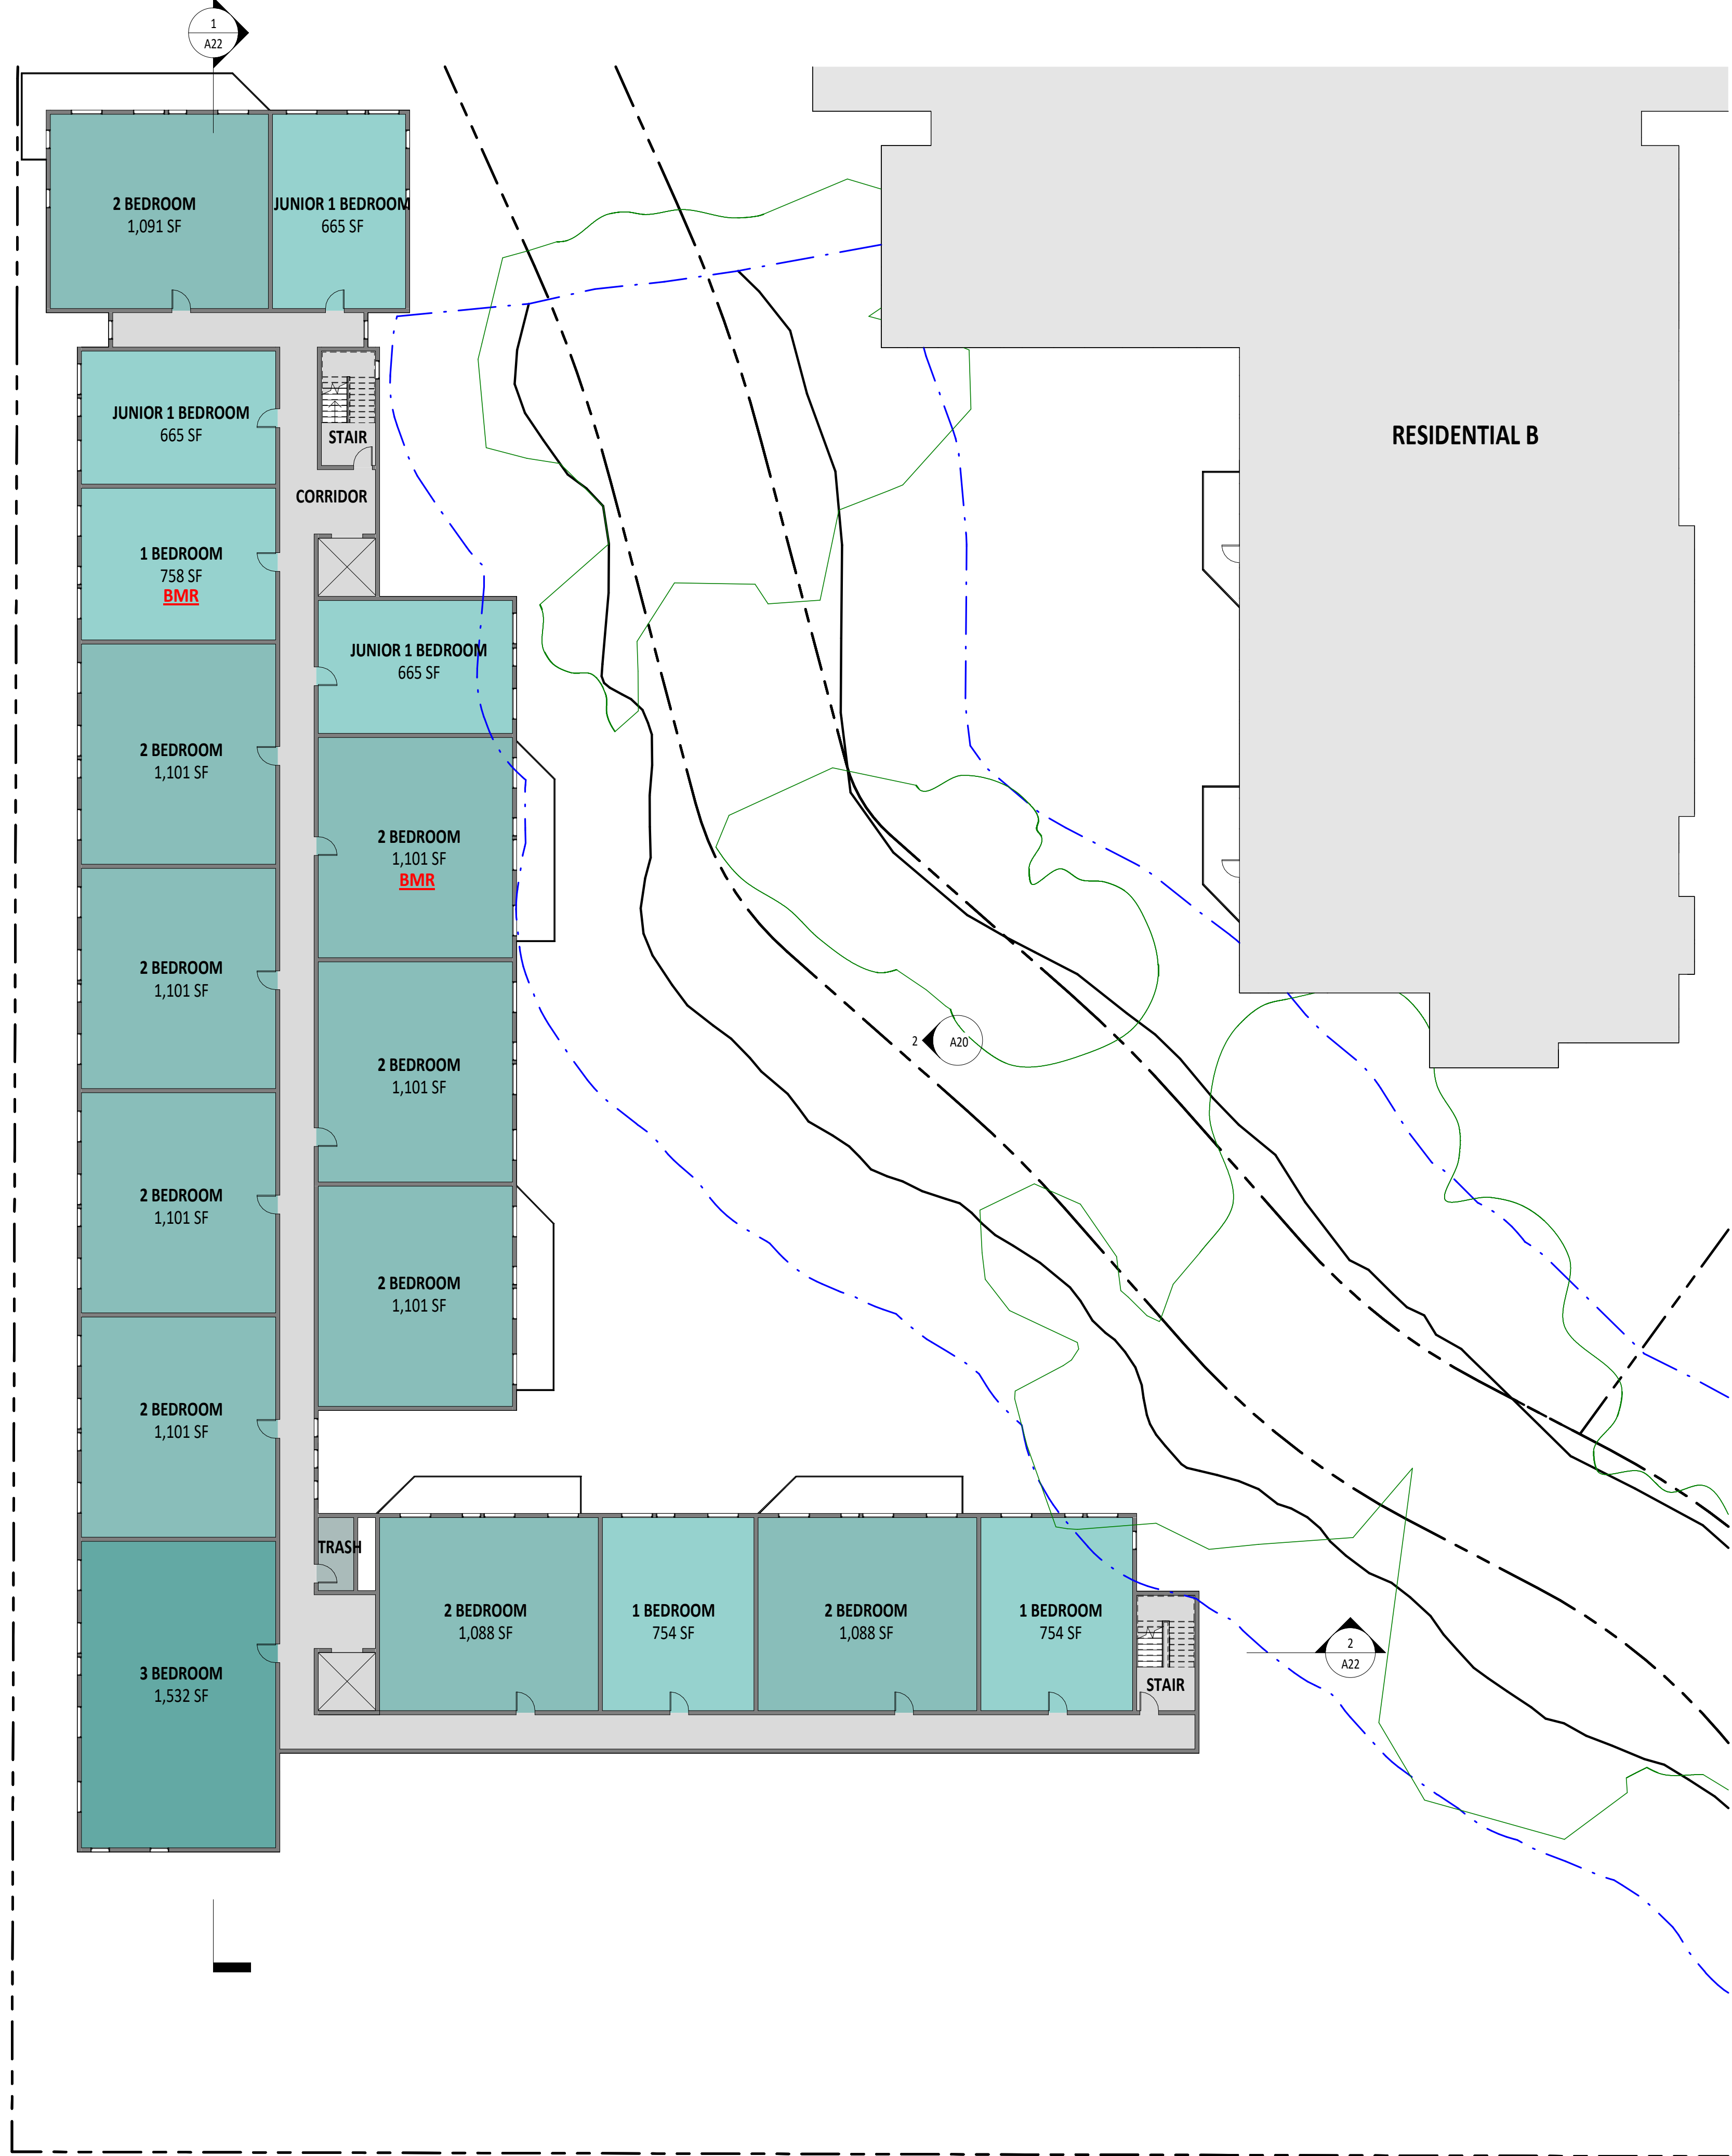 1
A22
2 BEDROOM
1,091 SF
JUNIOR 1 BEDROOM
665 SF
JUNIOR 1 BEDROOM
665 SF
STAIR
CORRIDOR
RESIDENTIAL B
1 BEDROOM
758 SF
BMR
JUNIOR 1 BEDROOM
665 SF
2 BEDROOM
1,101 SF
2 BEDROOM
1,101 SF
BMR
2 BEDROOM
1,101 SF
2 BEDROOM
1,101 SF
2
A20
2 BEDROOM
1,101 SF
2 BEDROOM
1,101 SF
2 BEDROOM
1,101 SF
TRASH
2 BEDROOM
1,088 SF
1 BEDROOM
754 SF
2 BEDROOM
1,088 SF
1 BEDROOM
754 SF
STAIR
2
A22
3 BEDROOM
1,532 SF